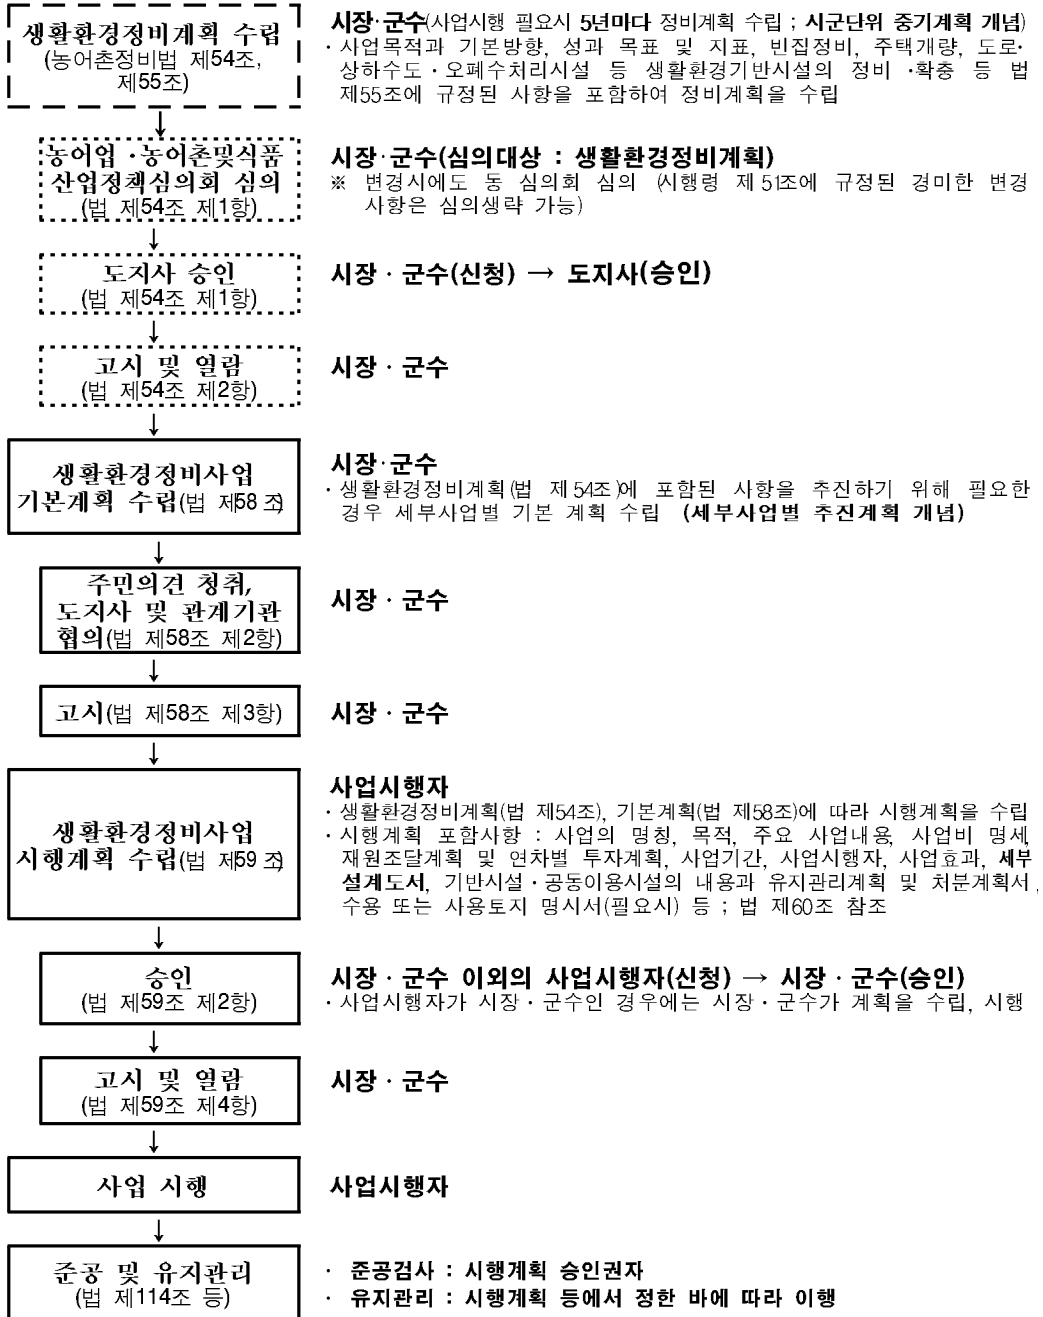 생활환경정비계획 수립
(농어촌정비법 제54조,
제55조)
시장·군수(사업시행 필요시 5년마다 정비계획 수립 ; 시군단위 중기계획 개념)
· 사업목적과 기본방향, 성과 목표 및 지표, 빈집정비, 주택개량, 도로·
상하수도·오폐수처리시설 등 생활환경기반시설의 정비·확충 등 법
제55조에 규정된 사항을 포함하여 정비계획을 수립
↓
농어업·농어촌및식품
산업정책심의회 심의
(법 제54조 제1항)
시장·군수(심의대상 : 생활환경정비계획)
※ 변경시에도 동 심의회 심의 (시행령 제51조에 규정된 경미한 변경
사항은 심의생략 가능)
↓
도지사 승인
(법 제54조 제1항)
시장·군수(신청) → 도지사(승인)
↓
고시 및 열람
(법 제54조 제2항)
시장·군수
↓
생활환경정비사업
기본계획 수립(법 제58조)
시장·군수
· 생활환경정비계획(법 제54조)에 포함된 사항을 추진하기 위해 필요한
경우 세부사업별 기본 계획 수립 (세부사업별 추진계획 개념)
↓
주민의견 청취,
도지사 및 관계기관
협의(법 제58조 제2항)
시장·군수
↓
고시(법 제58조 제3항)
시장·군수
↓
생활환경정비사업
시행계획 수립(법 제59조)
사업시행자
· 생활환경정비계획(법 제54조), 기본계획(법 제58조)에 따라 시행계획을 수립
· 시행계획 포함사항 : 사업의 명칭, 목적, 주요 사업내용, 사업비 명세,
재원조달계획 및 연차별 투자계획, 사업기간, 사업시행자, 사업효과, 세부
설계도서, 기반시설·공동이용시설의 내용과 유지관리계획 및 처분계획서,
수용 또는 사용토지 명시서(필요시) 등 ; 법 제60조 참조
↓
승인
(법 제59조 제2항)
시장·군수 이외의 사업시행자(신청) → 시장·군수(승인)
· 사업시행자가 시장·군수인 경우에는 시장·군수가 계획을 수립, 시행
↓
고시 및 열람
(법 제59조 제4항)
시장·군수
↓
사업 시행
사업시행자
↓
준공 및 유지관리
(법 제114조 등)
· 준공검사 : 시행계획 승인권자
· 유지관리 : 시행계획 등에서 정한 바에 따라 이행